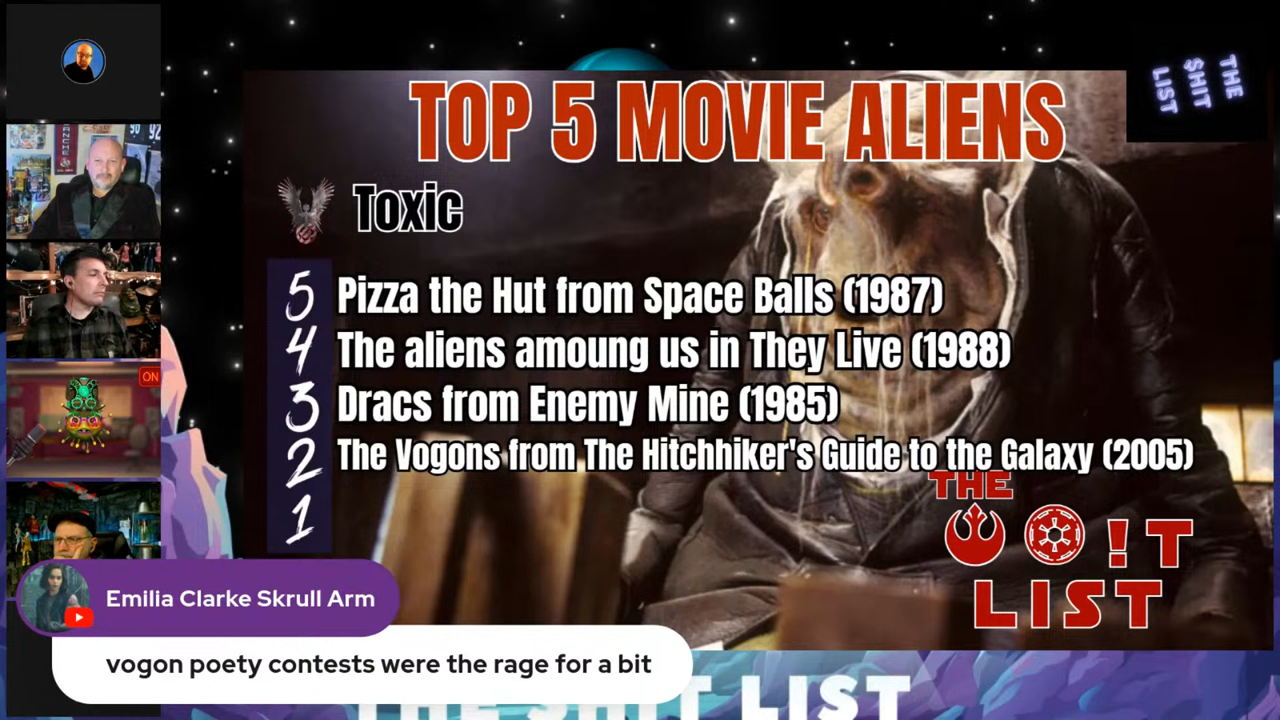 TOP 5 MOVIE ALIENS
THE
$HIT
LIST
Toxic
5 Pizza the Hut from Space Balls (1987)
4 The aliens amoung us in They Live (1988)
3 Dracs from Enemy Mine (1985)
2 The Vogons from The Hitchhiker's Guide to the Galaxy (2005)
1
ON
THE
!T
LIST
Emilia Clarke Skrull Arm
vogon poety contests were the rage for a bit
T LIST